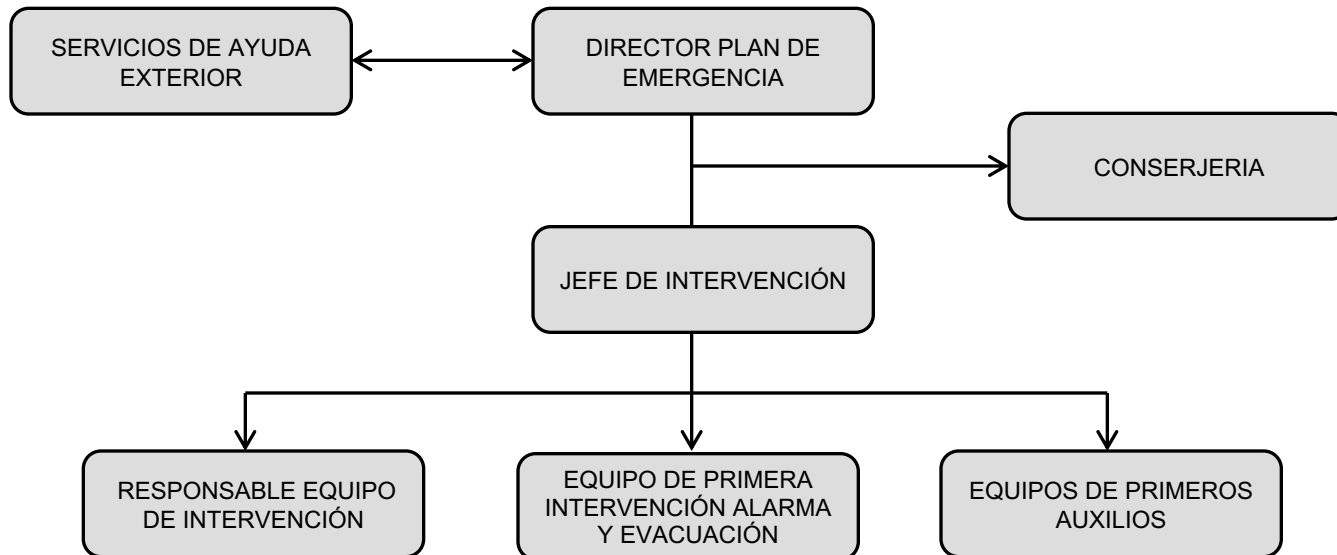 SERVICIOS DE AYUDA
EXTERIOR
DIRECTOR PLAN DE
EMERGENCIA
CONSERJERIA
JEFE DE INTERVENCIÓN
RESPONSABLE EQUIPO
DE INTERVENCIÓN
EQUIPO DE PRIMERA
INTERVENCIÓN ALARMA
Y EVACUACIÓN
EQUIPOS DE PRIMEROS
AUXILIOS